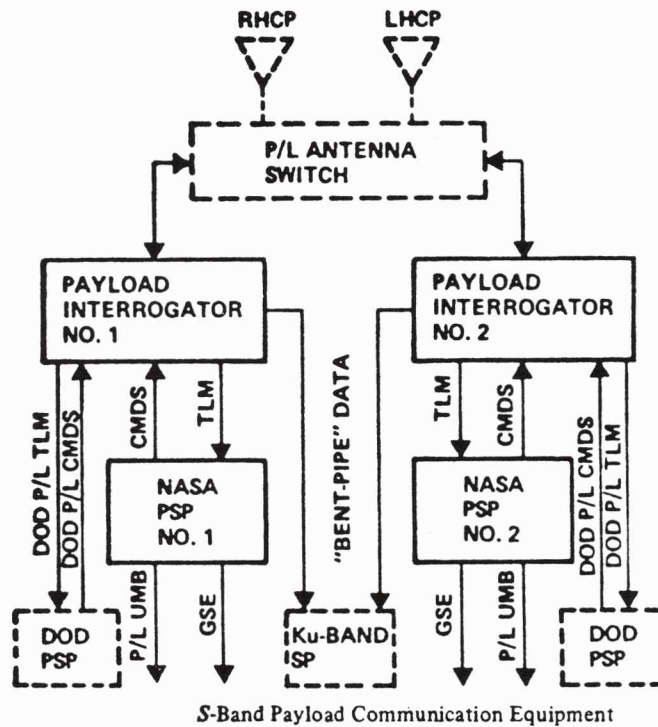 RHCP
LHCP
P/L ANTENNA
SWITCH
PAYLOAD
INTERROGATOR
NO. 1
PAYLOAD
INTERROGATOR
NO. 2
DOD P/L TLM
DOD P/L CMDS
CMDS
TLM
"BENT-PIPE" DATA
TLM
CMDS
DOD P/L CMDS
DOD P/L TLM
NASA
PSP
NO. 1
NASA
PSP
NO. 2
DOD
PSP
P/L UMB
GSE
Ku-BAND
SP
GSE
P/L UMB
DOD
PSP
S-Band Payload Communication Equipment